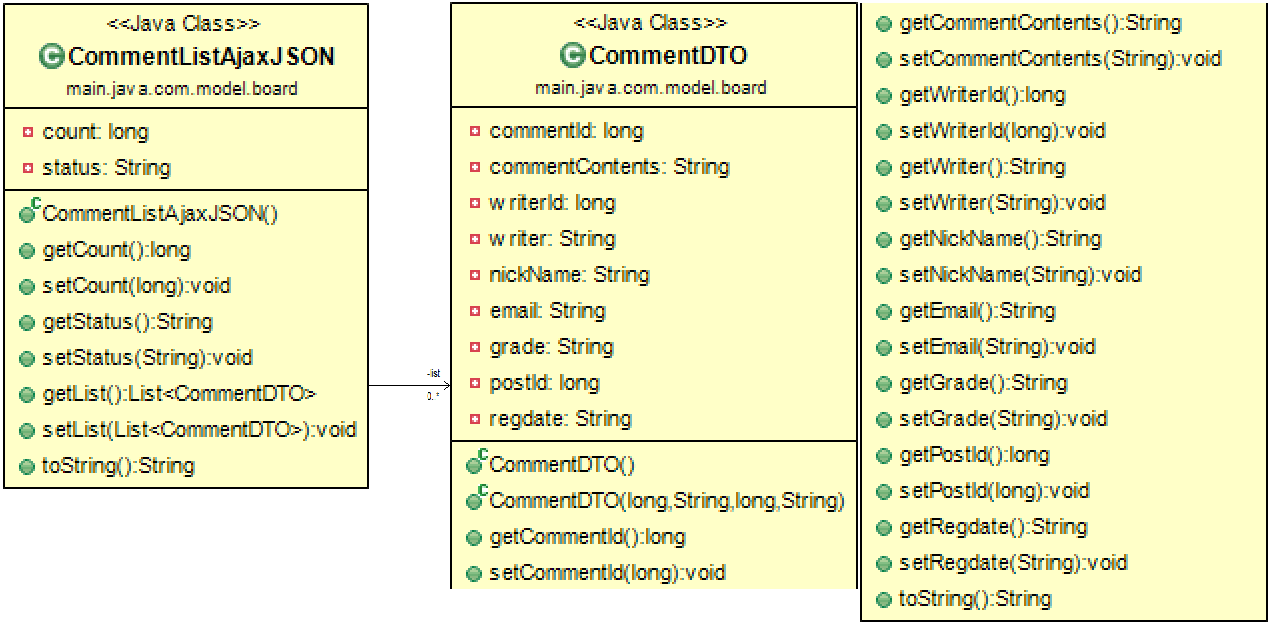 <<Java Class>>
CommentListAjaxJSON
main.java.com.model.board
count: long
status: String
CommentListAjaxJSON()
getCount():long
setCount(long):void
getStatus():String
setStatus(String):void
getList():List<CommentDTO>
setList(List<CommentDTO>):void
toString():String
-list
0..*
<<Java Class>>
CommentDTO
main.java.com.model.board
commentId: long
commentContents: String
writerId: long
writer: String
nickName: String
email: String
grade: String
postId: long
regdate: String
CommentDTO()
CommentDTO(long,String,long,String)
getCommentId():long
setCommentId(long):void
getCommentContents():String
setCommentContents(String):void
getWriterId():long
setWriterId(long):void
getWriter():String
setWriter(String):void
getNickName():String
setNickName(String):void
getEmail():String
setEmail(String):void
getGrade():String
setGrade(String):void
getPostId():long
setPostId(long):void
getRegdate():String
setRegdate(String):void
toString():String